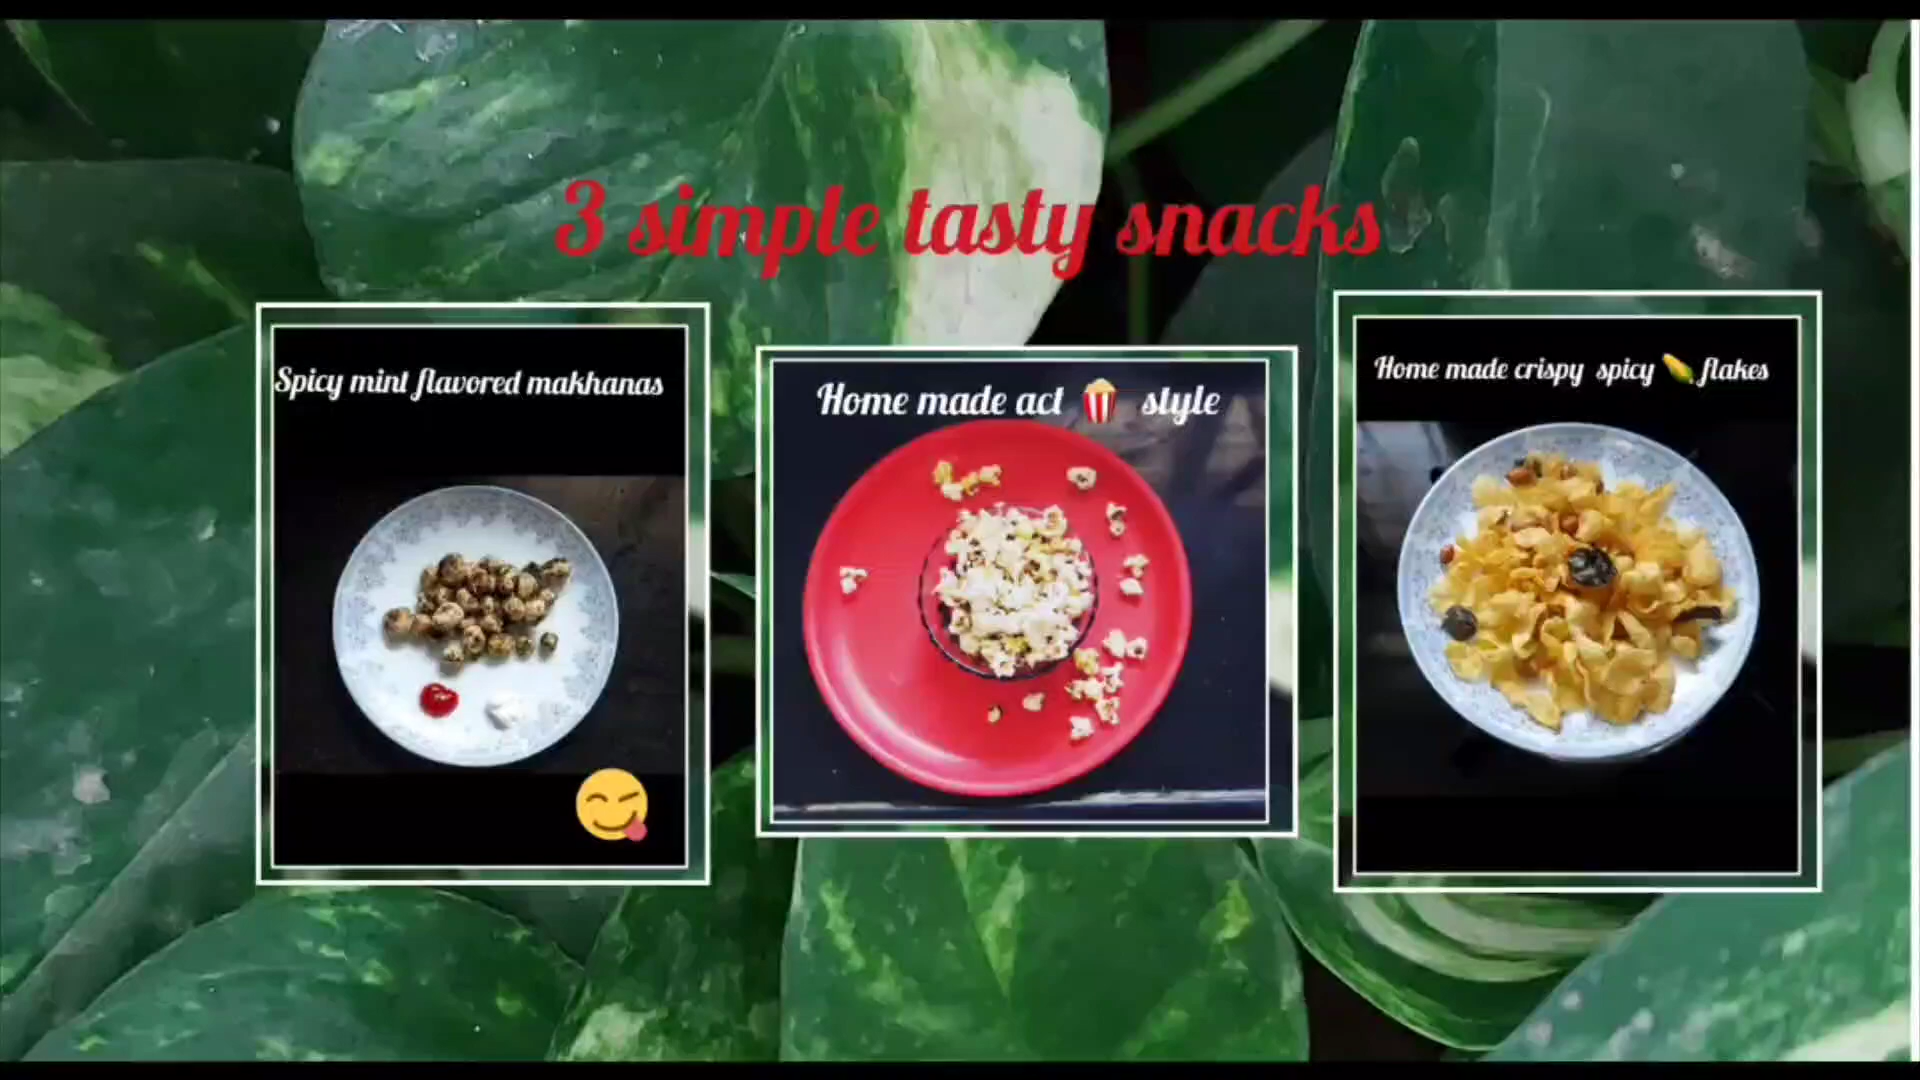 3 simple tasty snacks
Spicy mint flavored makhanas
Home made act 🍿 style
Home made crispy spicy 🌽 flakes